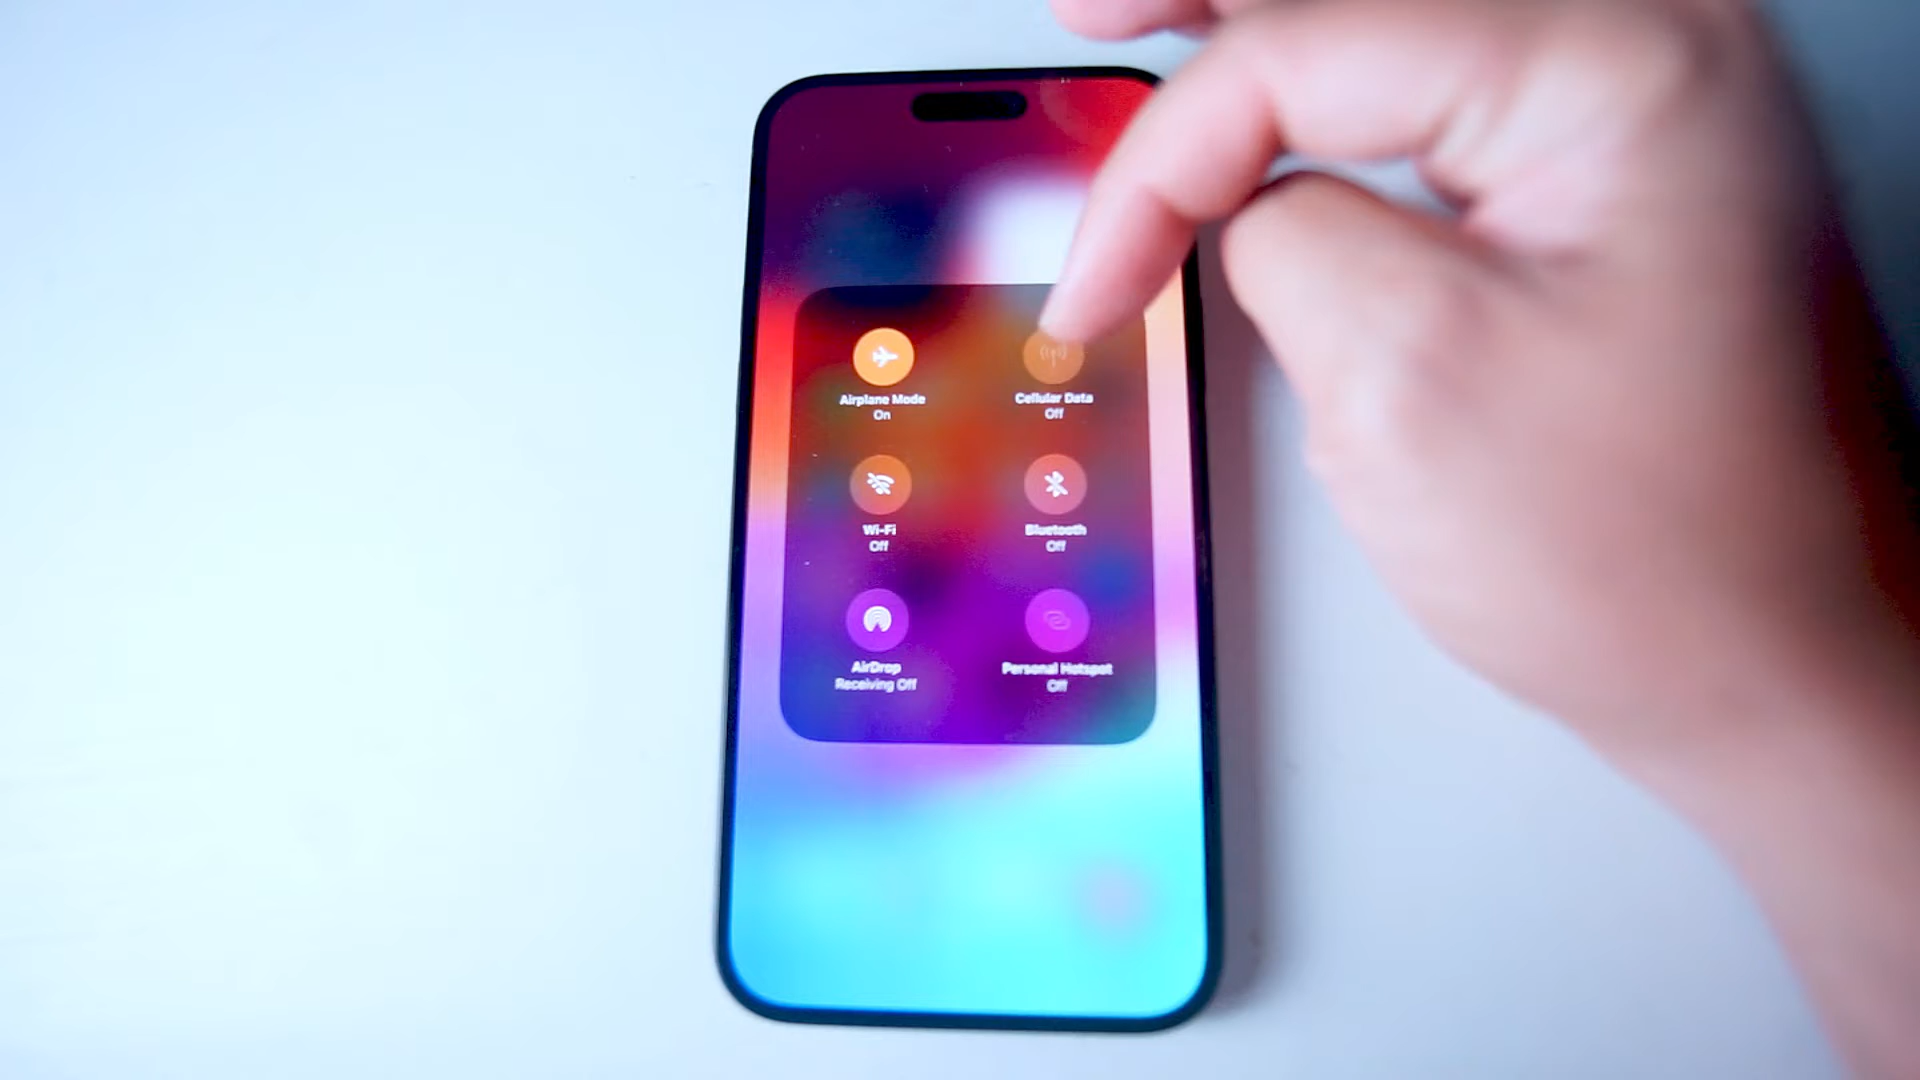 Airplane Mode
On
Cellular Data
Off
Wi-Fi
Off
Bluetooth
Off
AirDrop
Receiving Off
Personal Hotspot
Off